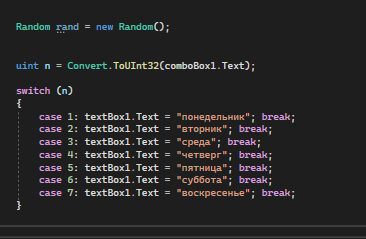 Random rand = new Random();
uint n = Convert.ToUInt32(comboBox1.Text);
switch (n)
{
case 1: textBox1.Text = "понедельник"; break;
case 2: textBox1.Text = "вторник"; break;
case 3: textBox1.Text = "среда"; break;
case 4: textBox1.Text = "четверг"; break;
case 5: textBox1.Text = "пятница"; break;
case 6: textBox1.Text = "суббота"; break;
case 7: textBox1.Text = "воскресенье"; break;
}